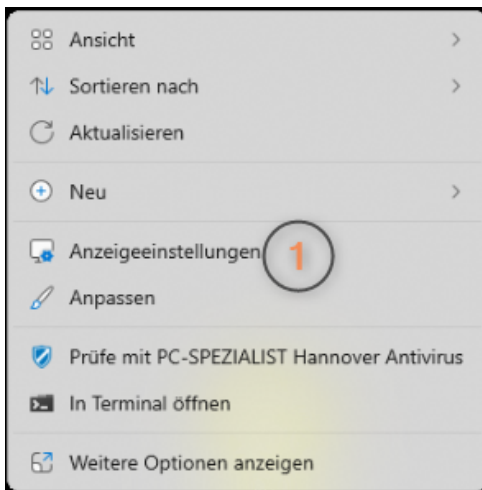 Ansicht
Sortieren nach
Aktualisieren
Neu
Anzeigeeinstellungen 1
Anpassen
Prüfe mit PC-SPEZIALIST Hannover Antivirus
In Terminal öffnen
Weitere Optionen anzeigen